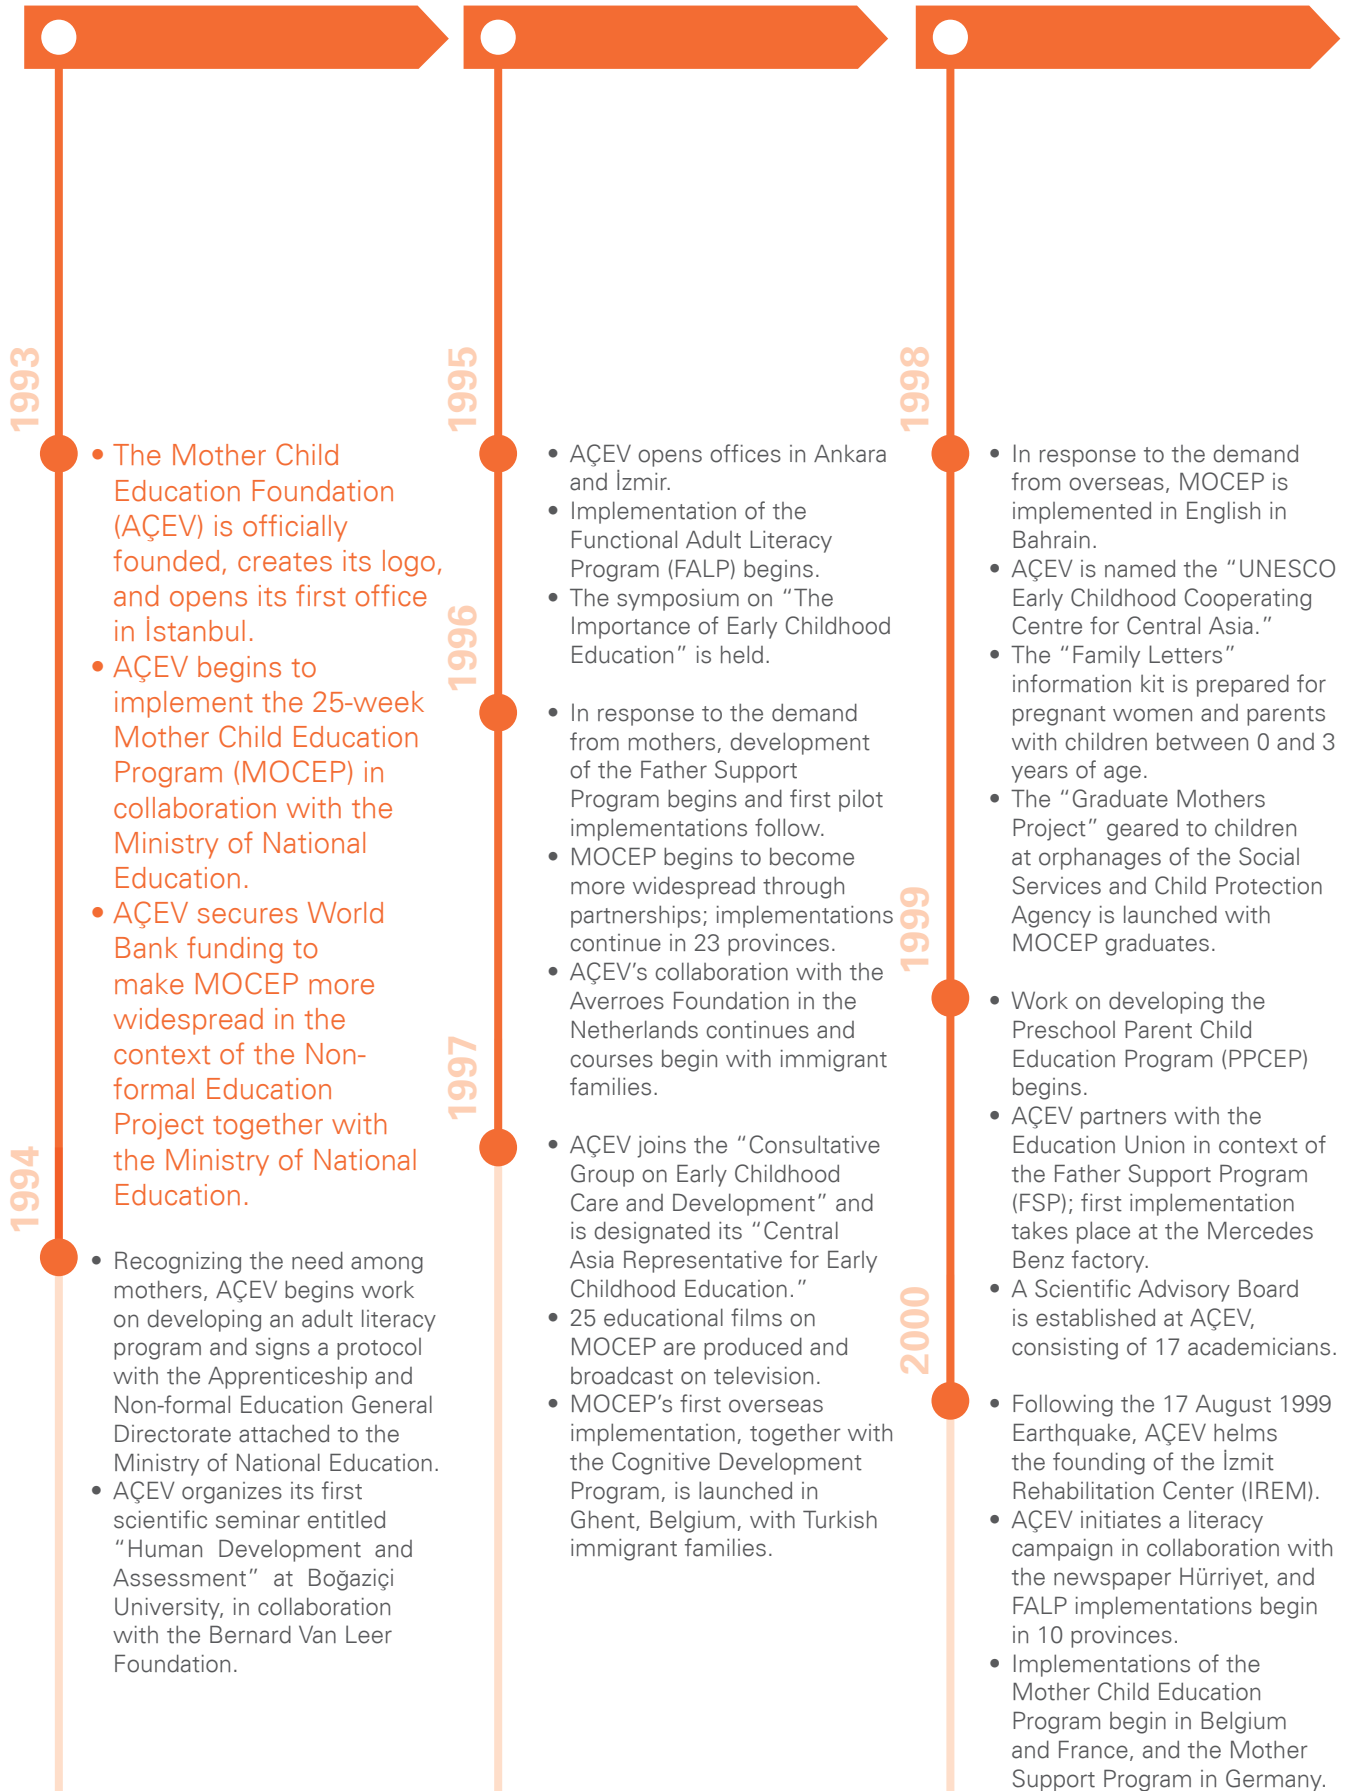 1993
• The Mother Child
Education Foundation
(AÇEV) is officially
founded, creates its logo,
and opens its first office
in İstanbul.
• AÇEV begins to
implement the 25-week
Mother Child Education
Program (MOCEP) in
collaboration with the
Ministry of National
Education.
• AÇEV secures World
Bank funding to
make MOCEP more
widespread in the
context of the Non-
formal Education
Project together with
the Ministry of National
Education.
1994
• Recognizing the need among
mothers, AÇEV begins work
on developing an adult literacy
program and signs a protocol
with the Apprenticeship and
Non-formal Education General
Directorate attached to the
Ministry of National Education.
• AÇEV organizes its first
scientific seminar entitled
“Human Development and
Assessment” at Boğaziçi
University, in collaboration
with the Bernard Van Leer
Foundation.
1995
• AÇEV opens offices in Ankara
and İzmir.
• Implementation of the
Functional Adult Literacy
Program (FALP) begins.
• The symposium on “The
Importance of Early Childhood
Education” is held.
1996
• In response to the demand
from mothers, development
of the Father Support
Program begins and first pilot
implementations follow.
• MOCEP begins to become
more widespread through
partnerships; implementations
continue in 23 provinces.
• AÇEV’s collaboration with the
Averroes Foundation in the
Netherlands continues and
courses begin with immigrant
families.
1997
• AÇEV joins the “Consultative
Group on Early Childhood
Care and Development” and
is designated its “Central
Asia Representative for Early
Childhood Education.”
• 25 educational films on
MOCEP are produced and
broadcast on television.
• MOCEP’s first overseas
implementation, together with
the Cognitive Development
Program, is launched in
Ghent, Belgium, with Turkish
immigrant families.
1998
• In response to the demand
from overseas, MOCEP is
implemented in English in
Bahrain.
• AÇEV is named the “UNESCO
Early Childhood Cooperating
Centre for Central Asia.”
• The “Family Letters”
information kit is prepared for
pregnant women and parents
with children between 0 and 3
years of age.
• The “Graduate Mothers
Project” geared to children
at orphanages of the Social
Services and Child Protection
Agency is launched with
MOCEP graduates.
1999
• Work on developing the
Preschool Parent Child
Education Program (PPCEP)
begins.
• AÇEV partners with the
Education Union in context of
the Father Support Program
(FSP); first implementation
takes place at the Mercedes
Benz factory.
• A Scientific Advisory Board
is established at AÇEV,
consisting of 17 academicians.
2000
• Following the 17 August 1999
Earthquake, AÇEV helms
the founding of the İzmit
Rehabilitation Center (IREM).
• AÇEV initiates a literacy
campaign in collaboration with
the newspaper Hürriyet, and
FALP implementations begin
in 10 provinces.
• Implementations of the
Mother Child Education
Program begin in Belgium
and France, and the Mother
Support Program in Germany.